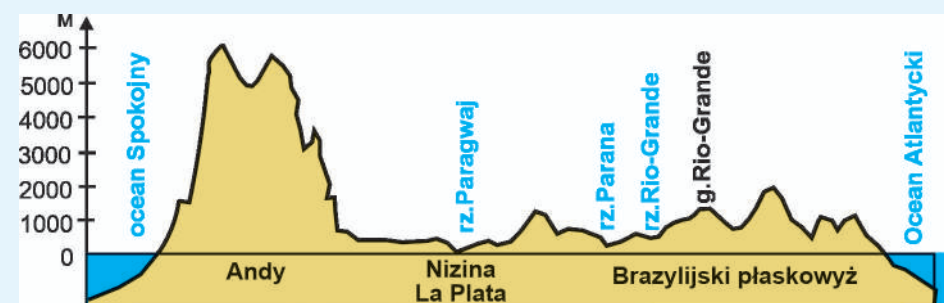 M
6000
5000
4000
3000
2000
1000
0
ocean Spokojny
rz.Paragwaj
rz.Parana
rz.Rio-Grande
g.Rio-Grande
Ocean Atlantycki
Andy
Nizina
La Plata
Brazylijski płaskowyż